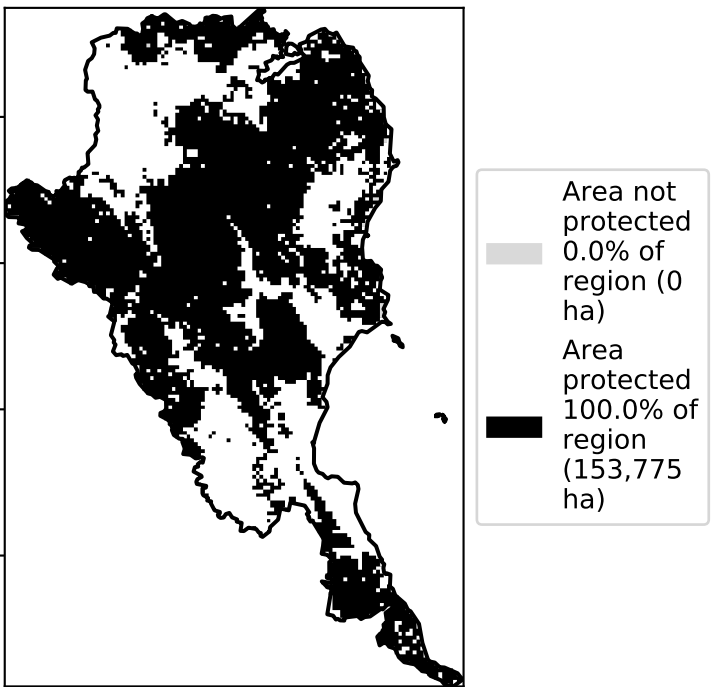 Area not
protected
0.0% of
region (0
ha)
Area
protected
100.0% of
region
(153,775
ha)